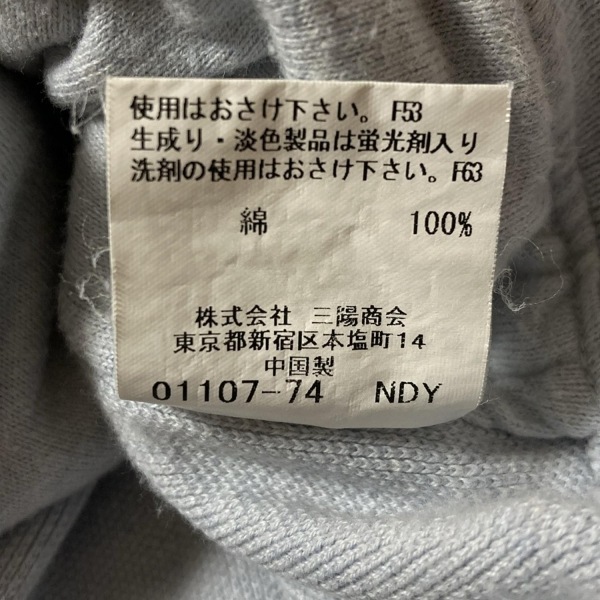 使用はおさけ下さい。F53
生成り・淡色製品は蛍光剤入り
洗剤の使用はおさけ下さい。F63
綿 100%
株式会社 三陽商会
東京都新宿区本塩町14
中国製
01107-74 NDY